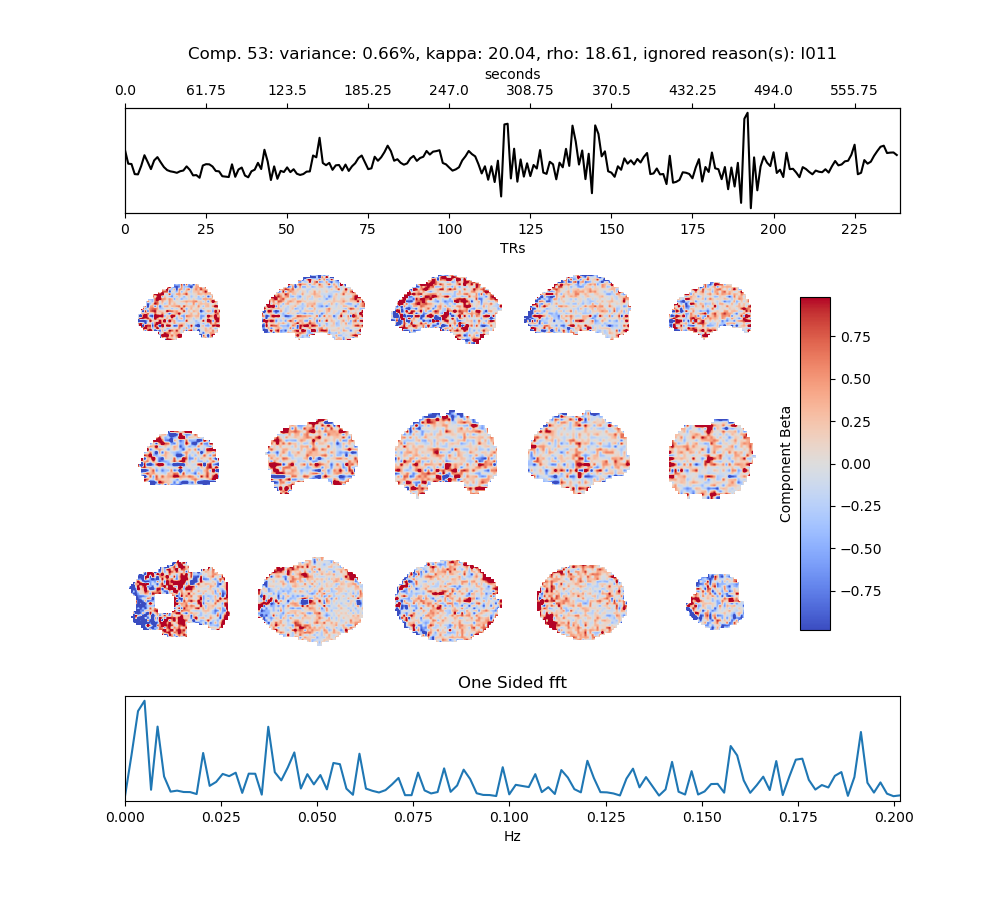 Comp. 53: variance: 0.66%, kappa: 20.04, rho: 18.61, ignored reason(s): I011
seconds
0.0 61.75 123.5 185.25 247.0 308.75 370.5 432.25 494.0 555.75
0 25 50 75 100 125 150 175 200 225
TRs
Component Beta
0.75
0.50
0.25
0.00
−0.25
−0.50
−0.75
One Sided fft
0.000 0.025 0.050 0.075 0.100 0.125 0.150 0.175 0.200
Hz